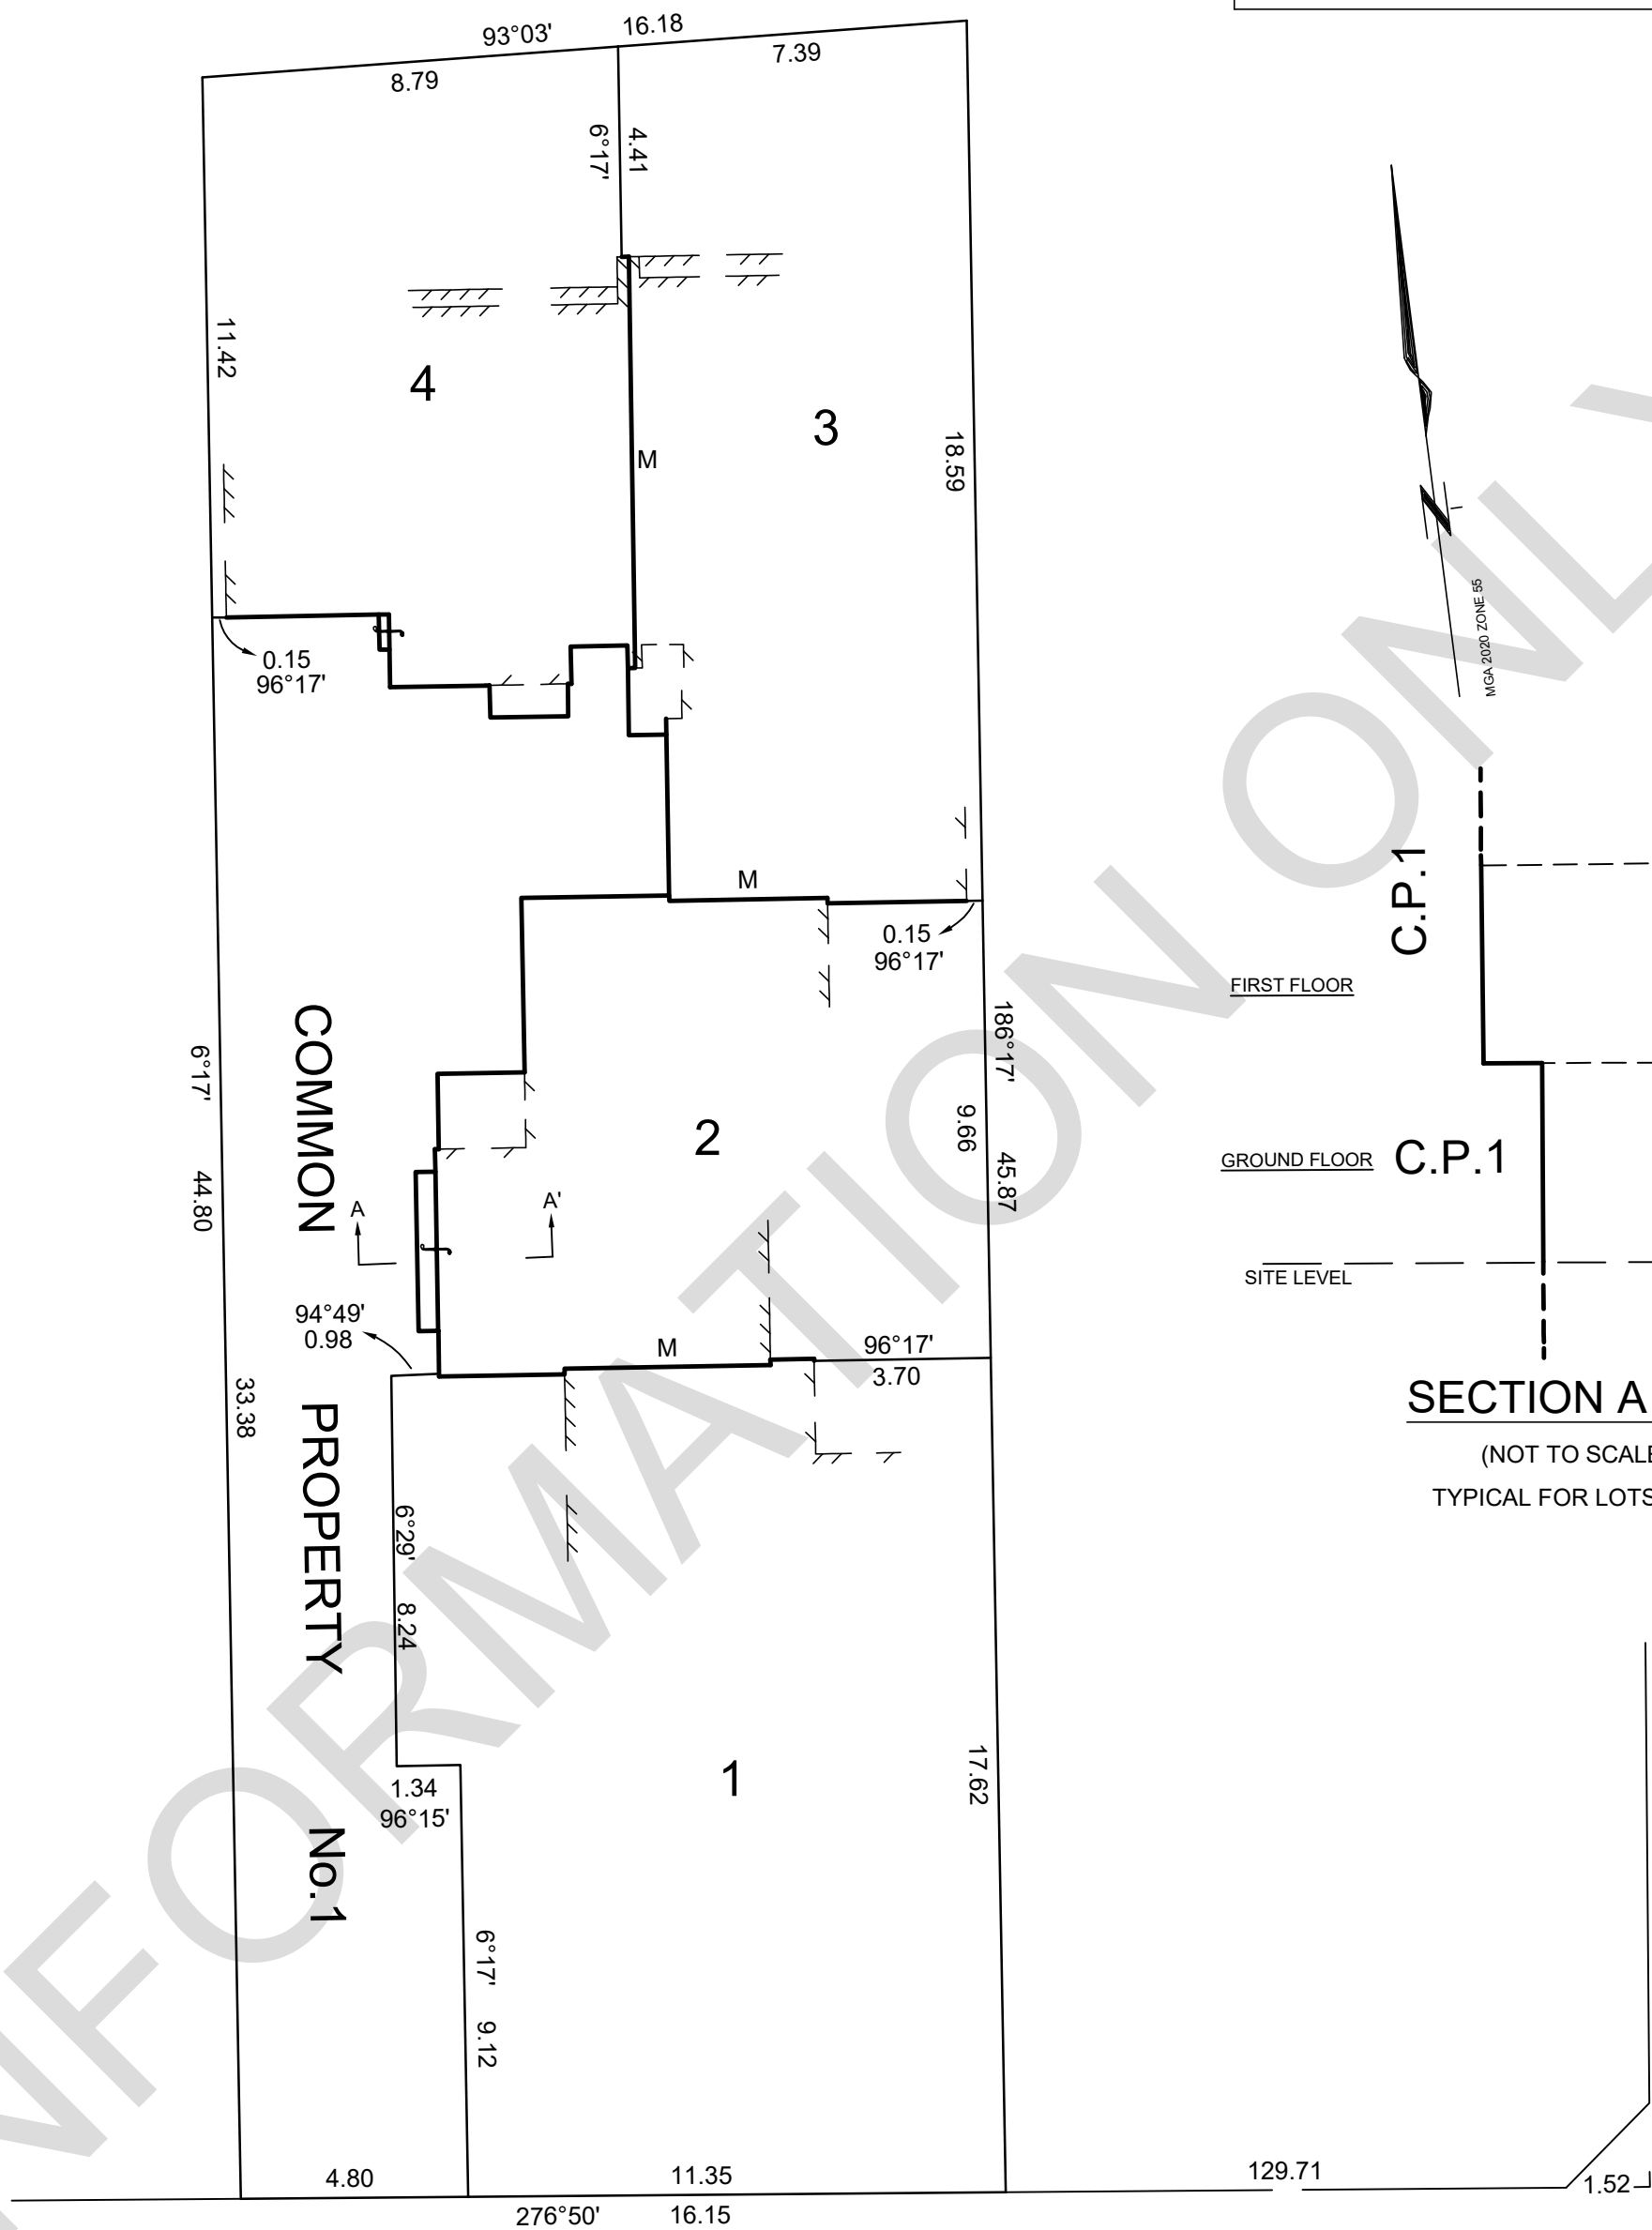 93°03'
16.18
8.79
7.39
4.41
6°17'
11.42
4
3
M
18.59
0.15
96°17'
M
0.15
96°17'
COMMON
6°17'
44.80
186°17'
9.66
45.87
2
A
A'
94°49'
0.98
M
96°17'
3.70
33.38
PROPERTY
6°29'
8.24
1
17.62
1.34
96°15'
No.1
6°17'
9.12
4.80
11.35
129.71
1.52
276°50'
16.15
MGA 2020 ZONE 55
C.P.1
FIRST FLOOR
GROUND FLOOR
C.P.1
SITE LEVEL
SECTION A
(NOT TO SCALE
TYPICAL FOR LOTS
NFORMATION ONLY